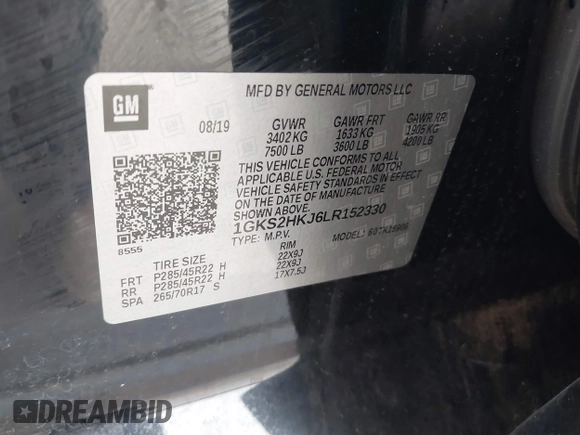 GM
MFD BY GENERAL MOTORS LLC
08/19 GVWR GAWR FRT GAWR RR
3402 KG 1633 KG 1905 KG
7500 LB 3600 LB 4200 LB
THIS VEHICLE CONFORMS TO ALL
APPLICABLE U.S. FEDERAL MOTOR
VEHICLE SAFETY STANDARDS IN EFFECT
ON THE DATE OF MANUFACTURE
SHOWN ABOVE.
1GKS2HKJ6LR152330
TYPE: M.P.V. MODEL:
8555
TIRE SIZE RIM
FRT P285/45R22 H 22X9J
RR P285/45R22 H 22X9J
SPA 265/70R17 S 17X7.5J
DREAMBID